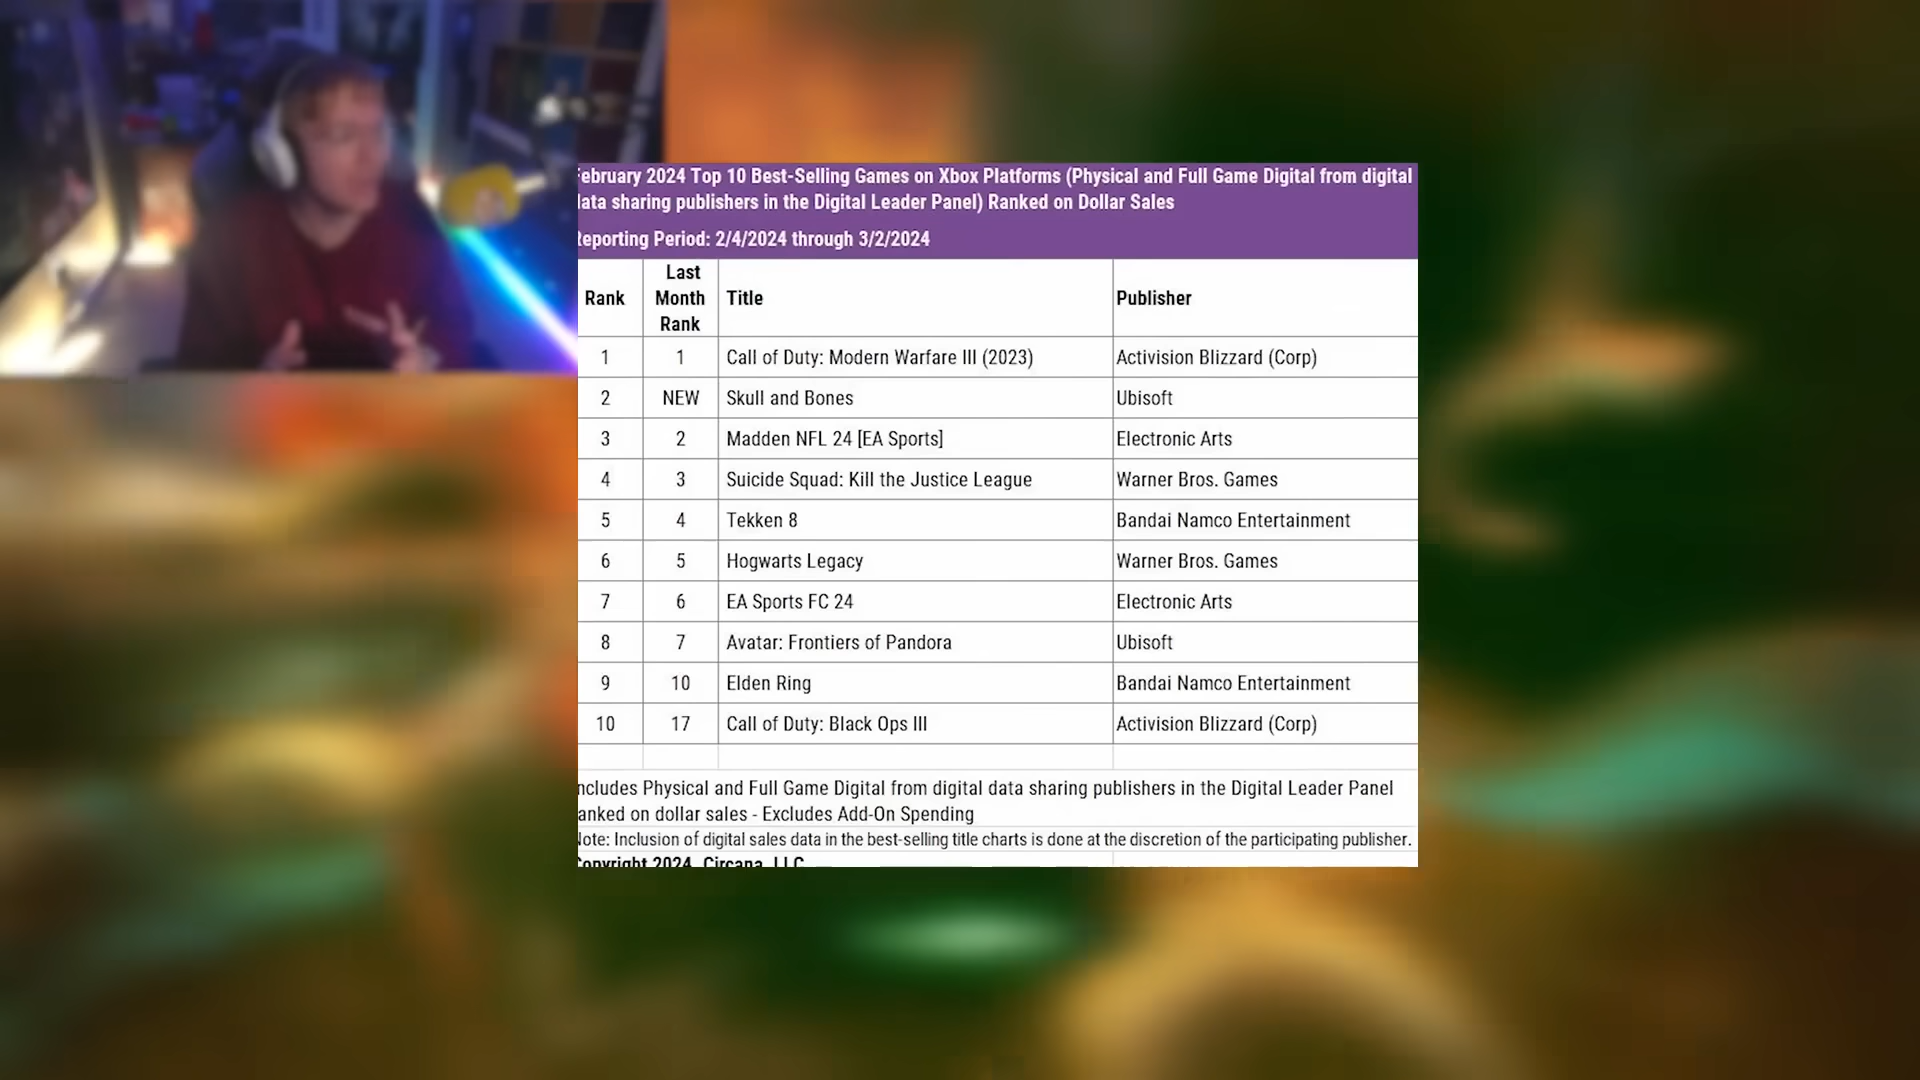 ebruary 2024 Top 10 Best-Selling Games on Xbox Platforms (Physical and Full Game Digital from digital
ata sharing publishers in the Digital Leader Panel) Ranked on Dollar Sales
Reporting Period: 2/4/2024 through 3/2/2024
Rank Last Month Rank Title Publisher
1 1 Call of Duty: Modern Warfare III (2023) Activision Blizzard (Corp)
2 NEW Skull and Bones Ubisoft
3 2 Madden NFL 24 [EA Sports] Electronic Arts
4 3 Suicide Squad: Kill the Justice League Warner Bros. Games
5 4 Tekken 8 Bandai Namco Entertainment
6 5 Hogwarts Legacy Warner Bros. Games
7 6 EA Sports FC 24 Electronic Arts
8 7 Avatar: Frontiers of Pandora Ubisoft
9 10 Elden Ring Bandai Namco Entertainment
10 17 Call of Duty: Black Ops III Activision Blizzard (Corp)
ncludes Physical and Full Game Digital from digital data sharing publishers in the Digital Leader Panel
anked on dollar sales - Excludes Add-On Spending
Note: Inclusion of digital sales data in the best-selling title charts is done at the discretion of the participating publisher.
Copyright 2024, Circana, LLC